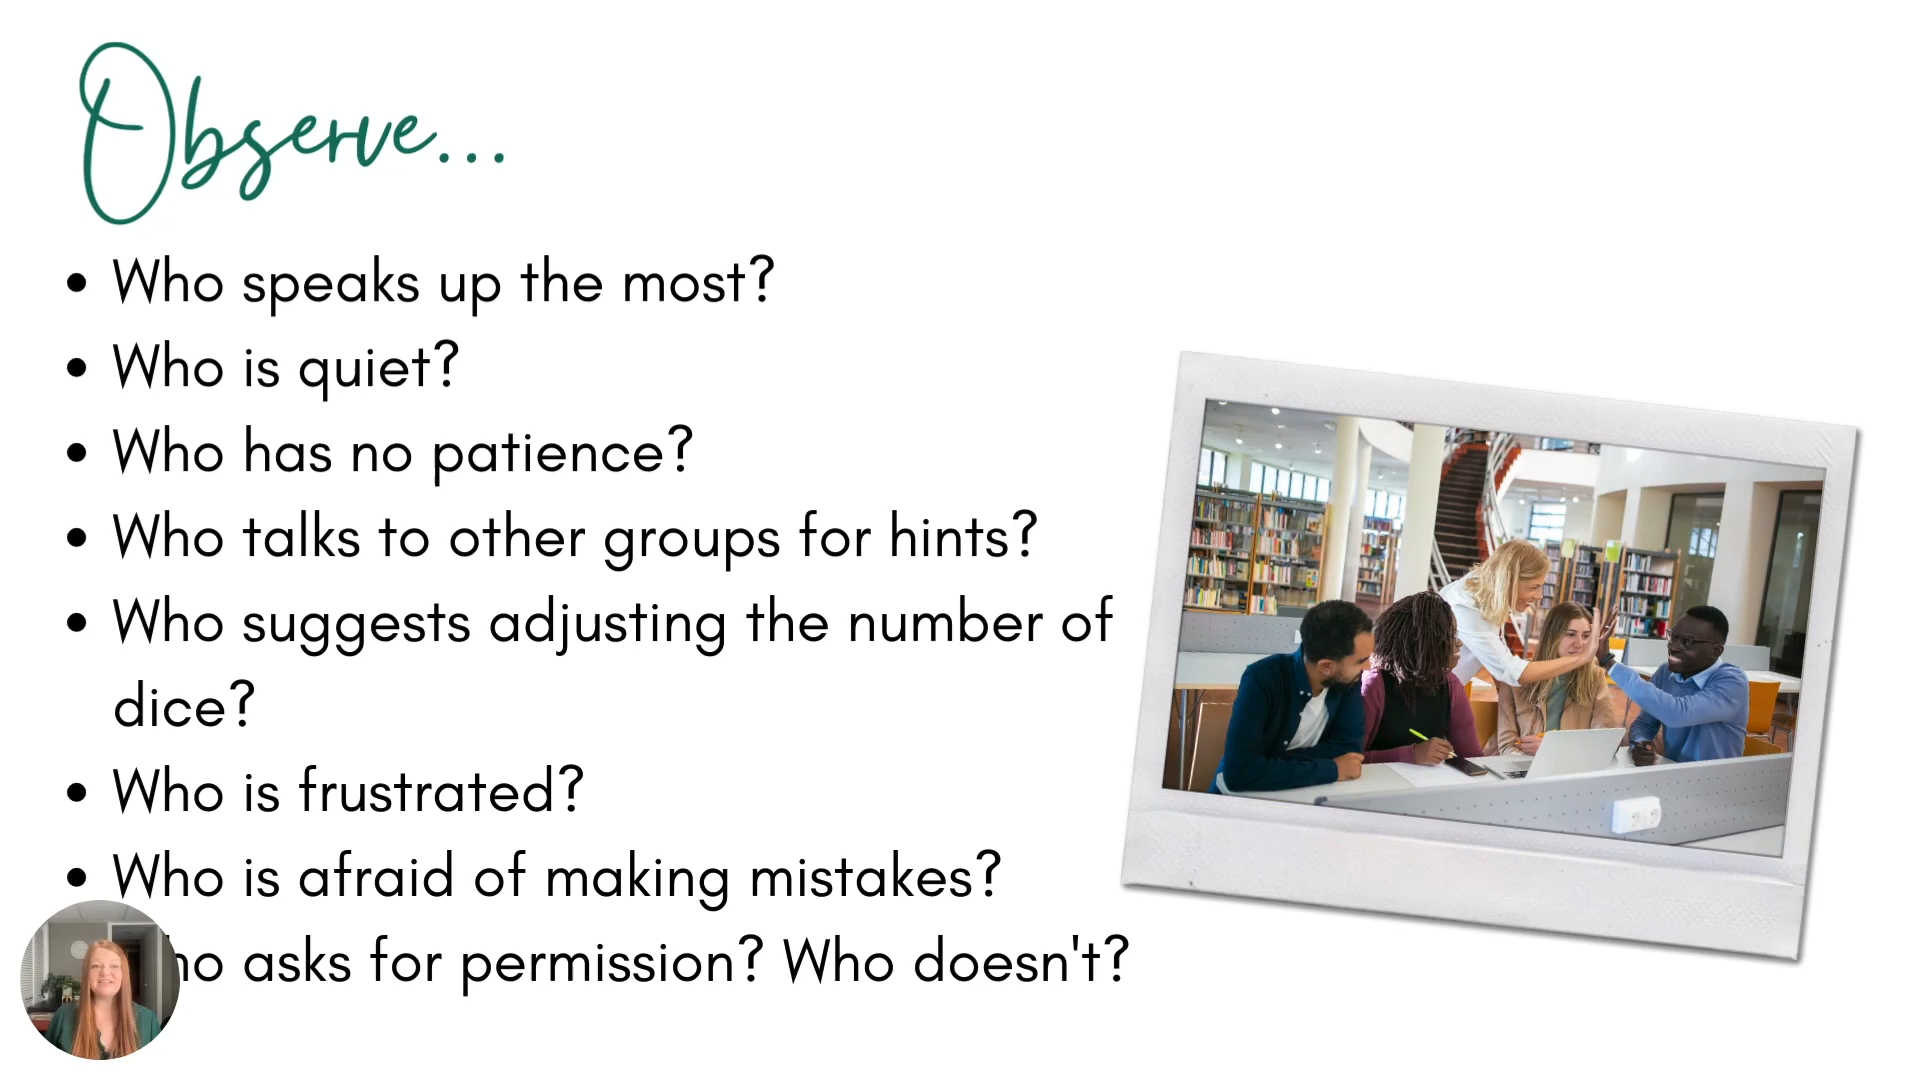 Observe...
• Who speaks up the most?
• Who is quiet?
• Who has no patience?
• Who talks to other groups for hints?
• Who suggests adjusting the number of
dice?
• Who is frustrated?
• Who is afraid of making mistakes?
asks for permission? Who doesn't?